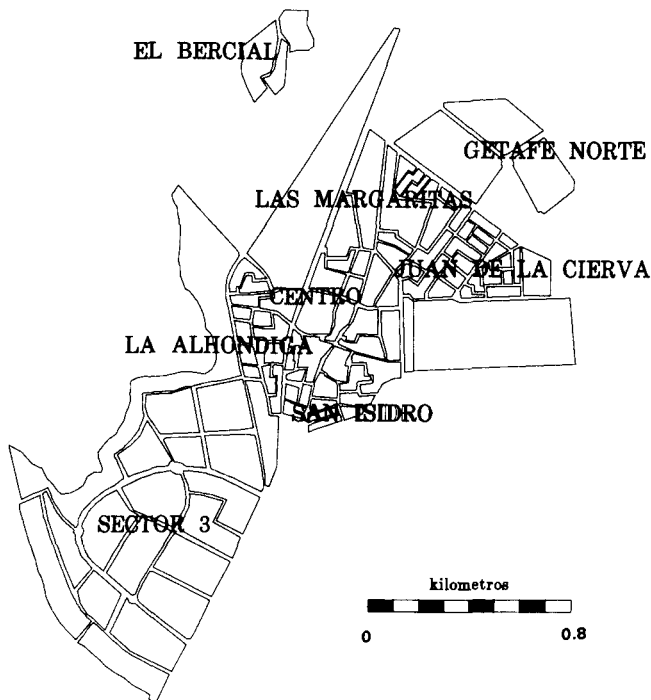 EL BERCIAL
GETAFE NORTE
LAS MARGARITAS
JUAN DE LA CIERVA
CENTRO
LA ALHONDIGA
SAN ISIDRO
SECTOR 3
kilometros
0 0.8